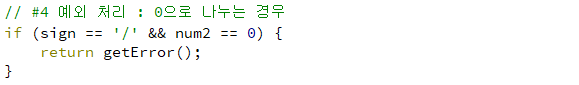 // #4 예외 처리 : 0으로 나누는 경우
if (sign == '/' && num2 == 0) {
    return getError();
}